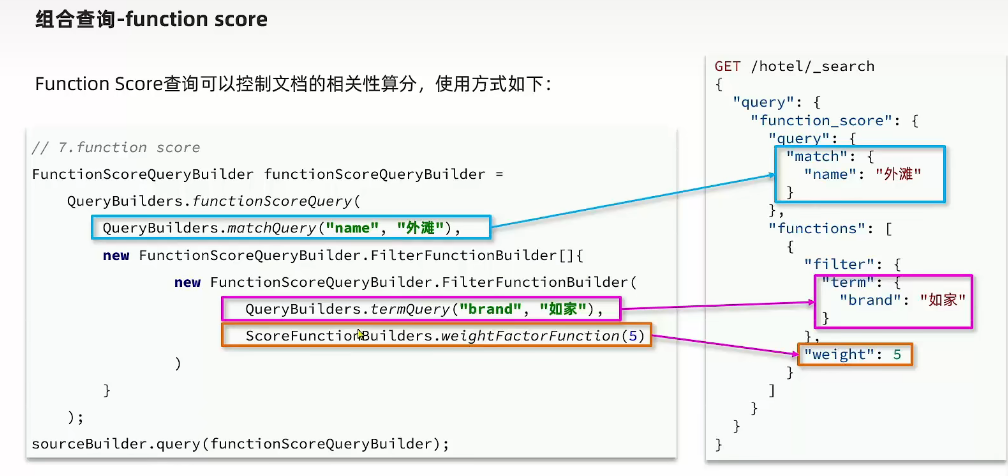 组合查询-function score
Function Score查询可以控制文档的相关性算分，使用方式如下：
// 7.function score
FunctionScoreQueryBuilder functionScoreQueryBuilder =
QueryBuilders.functionScoreQuery(
QueryBuilders.matchQuery("name", "外滩"),
new FunctionScoreQueryBuilder.FilterFunctionBuilder[]{
new FunctionScoreQueryBuilder.FilterFunctionBuilder(
QueryBuilders.termQuery("brand", "如家"),
ScoreFunctionBuilders.weightFactorFunction(5)
)
}
);
sourceBuilder.query(functionScoreQueryBuilder);
GET /hotel/_search
{
"query": {
"function_score": {
"query": {
"match": {
"name": "外滩"
}
},
"functions": [
{
"filter": {
"term": {
"brand": "如家"
}
},
"weight": 5
}
]
}
}
}